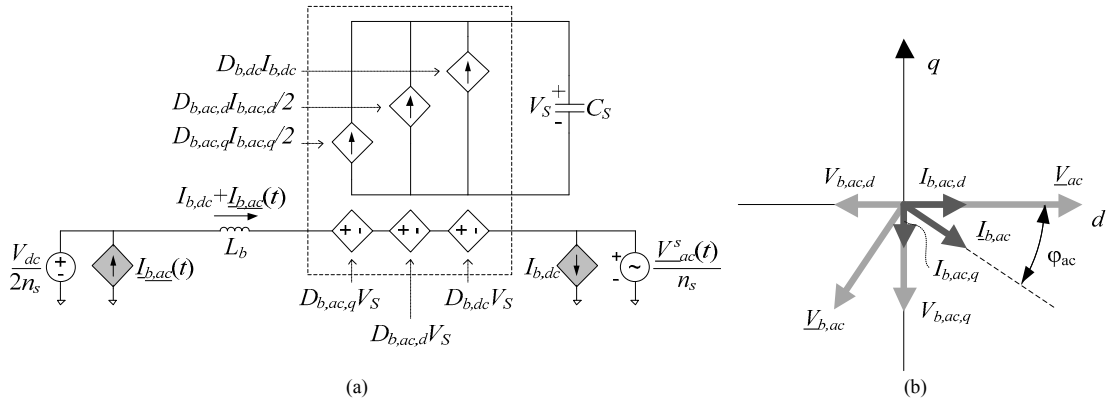 D_{b,dc}I_{b,dc}
D_{b,ac,d}I_{b,ac,d}/2
D_{b,ac,q}I_{b,ac,q}/2
+
V_S
-
C_S
I_{b,dc}+I_{b,ac}(t)
L_b
+ -
+ -
+ -
V_{dc}
2n_s
+
-
I_{b,ac}(t)
I_{b,dc}
+
-
~
V^s_{ac}(t)
n_s
D_{b,ac,q}V_S
D_{b,dc}V_S
D_{b,ac,d}V_S
(a)
q
V_{b,ac,d}
I_{b,ac,d}
V_{ac}
d
I_{b,ac}
φ_{ac}
I_{b,ac,q}
V_{b,ac}
V_{b,ac,q}
(b)